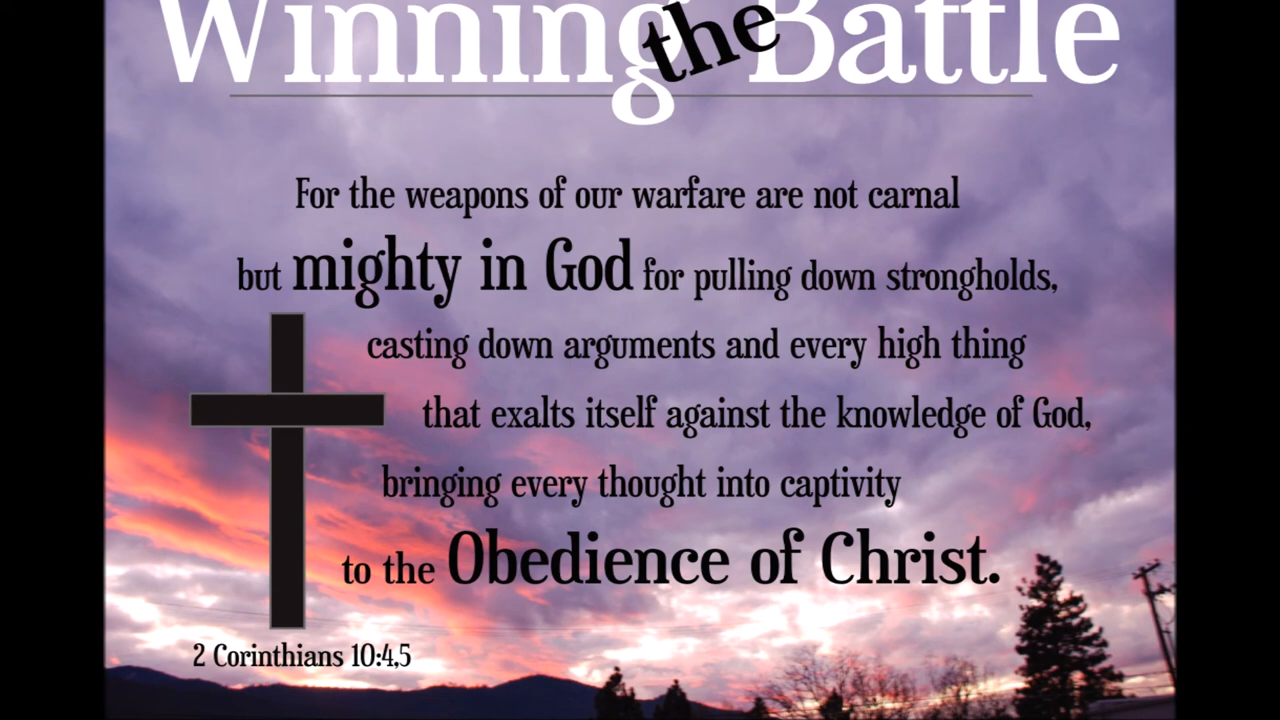 Winning the Battle
For the weapons of our warfare are not carnal
but mighty in God for pulling down strongholds,
casting down arguments and every high thing
that exalts itself against the knowledge of God,
bringing every thought into captivity
to the Obedience of Christ.
2 Corinthians 10:4,5